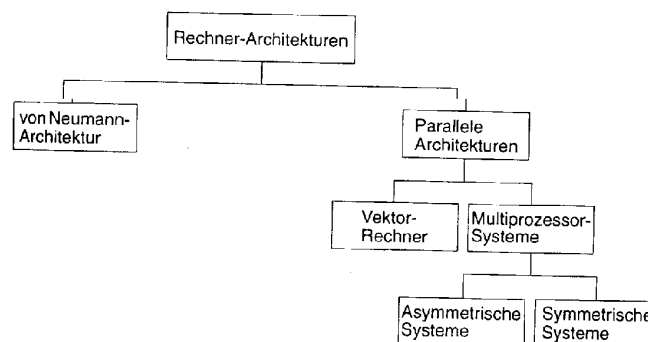 Rechner-Architekturen
von Neumann-
Architektur
Parallele
Architekturen
Vektor-
Rechner
Multiprozessor-
Systeme
Asymmetrische
Systeme
Symmetrische
Systeme